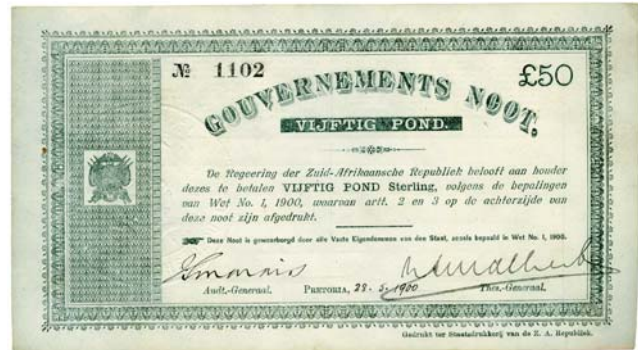 № 1102
£50
GOUVERNEMENTS NOOT.
VIJFTIG POND.
De Regeering der Zuid-Afrikaansche Republiek belooft aan houder
dezes te betalen VIJFTIG POND Sterling, volgens de bepalingen
van Wet No. 1, 1900, waarvan artt. 2 en 3 op de achterzijde van
deze noot zijn afgedrukt.
Deze Noot is gewaarborgd door alle Vaste Eigendommen van den Staat, zooals bepaald in Wet No. 1, 1900.
Audt.-Generaal. PRETORIA, 28-5-1900 Thes.-Generaal.
Gedrukt ter Staatsdrukkerij van de Z. A. Republiek.